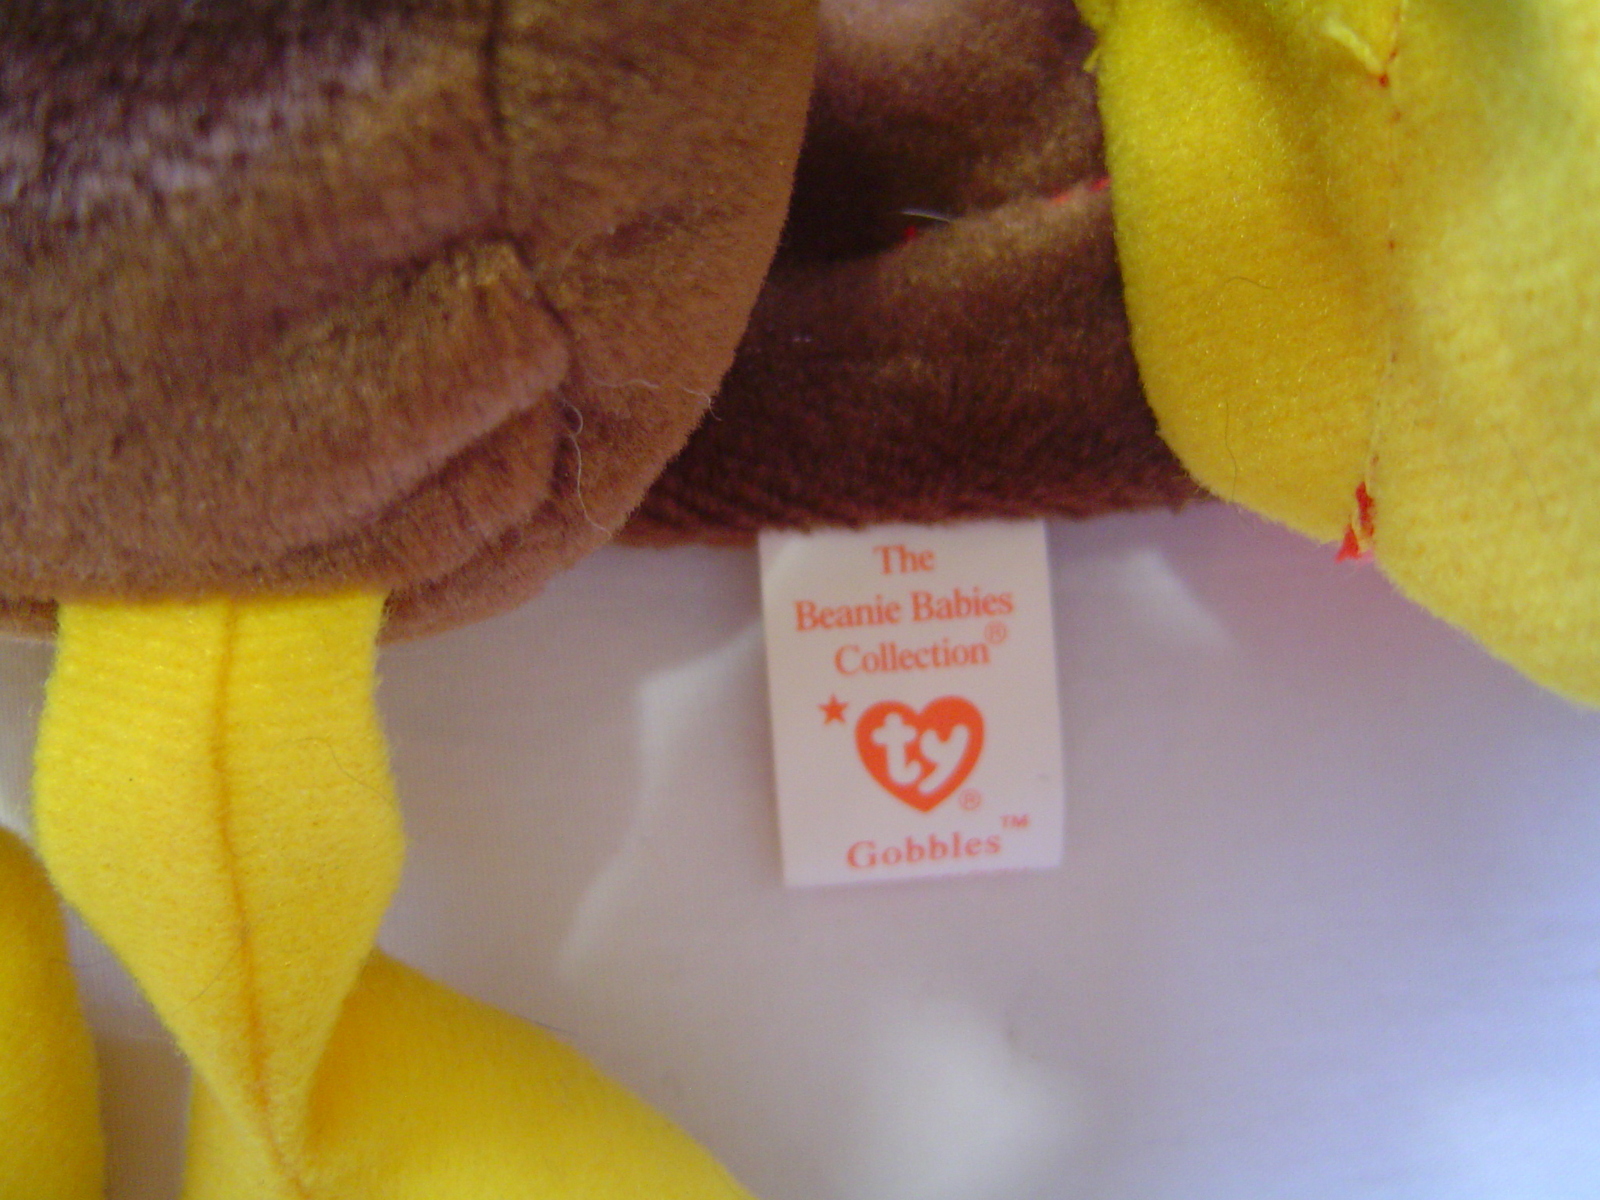 The
Beanie Babies
Collection®
ty®
Gobbles™